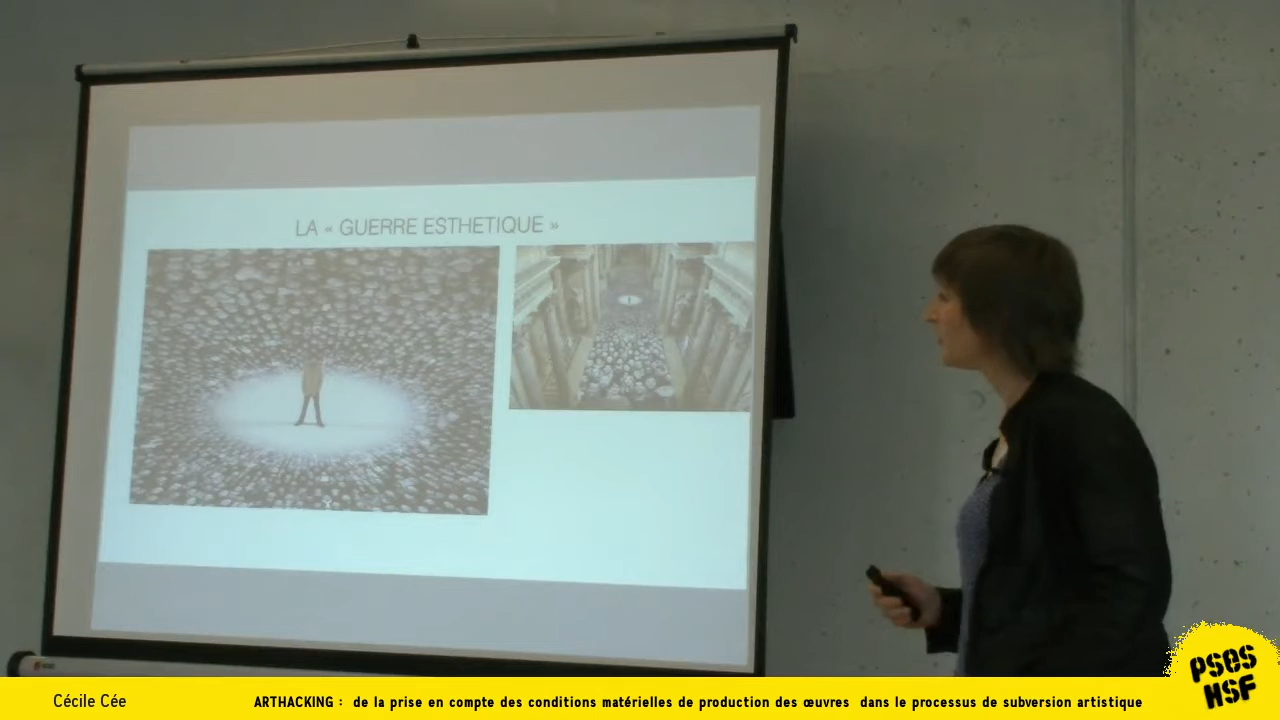 LA « GUERRE ESTHETIQUE »
PSES
HSF
Cécile Cée
ARTHACKING : de la prise en compte des conditions matérielles de production des œuvres dans le processus de subversion artistique